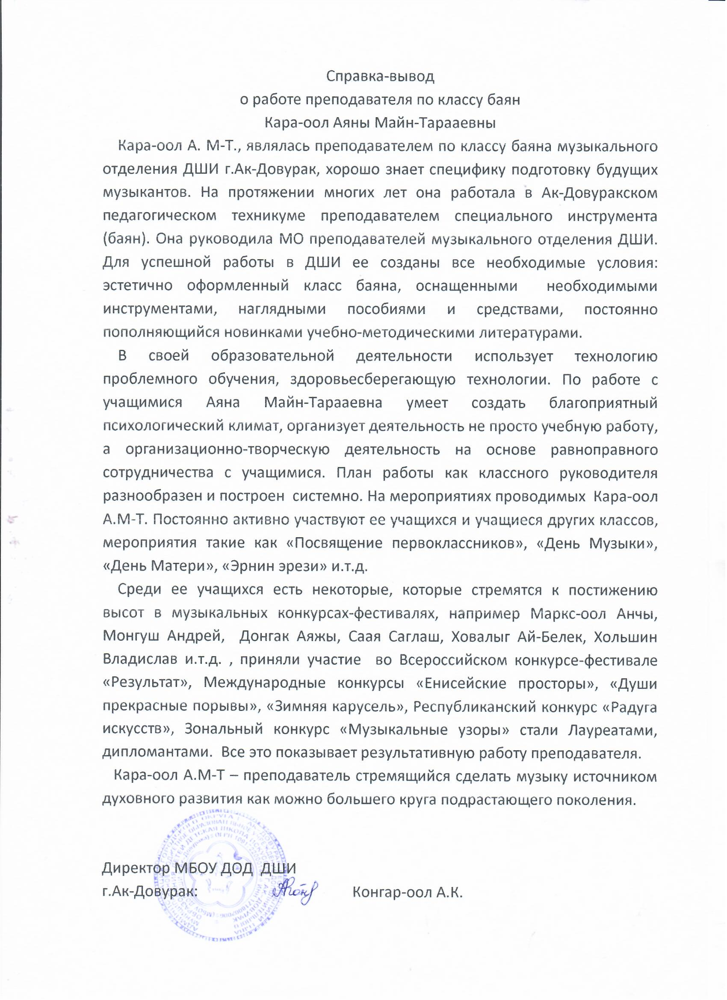 Справка-вывод
о работе преподавателя по классу баян
Кара-оол Аяны Майн-Тарааевны
Кара-оол А. М-Т., являлась преподавателем по классу баяна музыкального
отделения ДШИ г.Ак-Довурак, хорошо знает специфику подготовку будущих
музыкантов. На протяжении многих лет она работала в Ак-Довуракском
педагогическом техникуме преподавателем специального инструмента
(баян). Она руководила МО преподавателей музыкального отделения ДШИ.
Для успешной работы в ДШИ ее созданы все необходимые условия:
эстетично оформленный класс баяна, оснащенными необходимыми
инструментами, наглядными пособиями и средствами, постоянно
пополняющийся новинками учебно-методическими литературами.
В своей образовательной деятельности использует технологию
проблемного обучения, здоровьесберегающую технологии. По работе с
учащимися Аяна Майн-Тарааевна умеет создать благоприятный
психологический климат, организует деятельность не просто учебную работу,
а организационно-творческую деятельность на основе равноправного
сотрудничества с учащимися. План работы как классного руководителя
разнообразен и построен системно. На мероприятиях проводимых Кара-оол
А.М-Т. Постоянно активно участвуют ее учащихся и учащиеся других классов,
мероприятия такие как «Посвящение первоклассников», «День Музыки»,
«День Матери», «Эрнин эрези» и.т.д.
Среди ее учащихся есть некоторые, которые стремятся к постижению
высот в музыкальных конкурсах-фестивалях, например Маркс-оол Анчы,
Монгуш Андрей, Донгак Аяжы, Саая Саглаш, Ховалыг Ай-Белек, Хольшин
Владислав и.т.д. , приняли участие во Всероссийском конкурсе-фестивале
«Результат», Международные конкурсы «Енисейские просторы», «Души
прекрасные порывы», «Зимняя карусель», Республиканский конкурс «Радуга
искусств», Зональный конкурс «Музыкальные узоры» стали Лауреатами,
дипломантами. Все это показывает результативную работу преподавателя.
Кара-оол А.М-Т – преподаватель стремящийся сделать музыку источником
духовного развития как можно большего круга подрастающего поколения.
Директор МБОУ ДОД ДШИ
г.Ак-Довурак: Конгар-оол А.К.